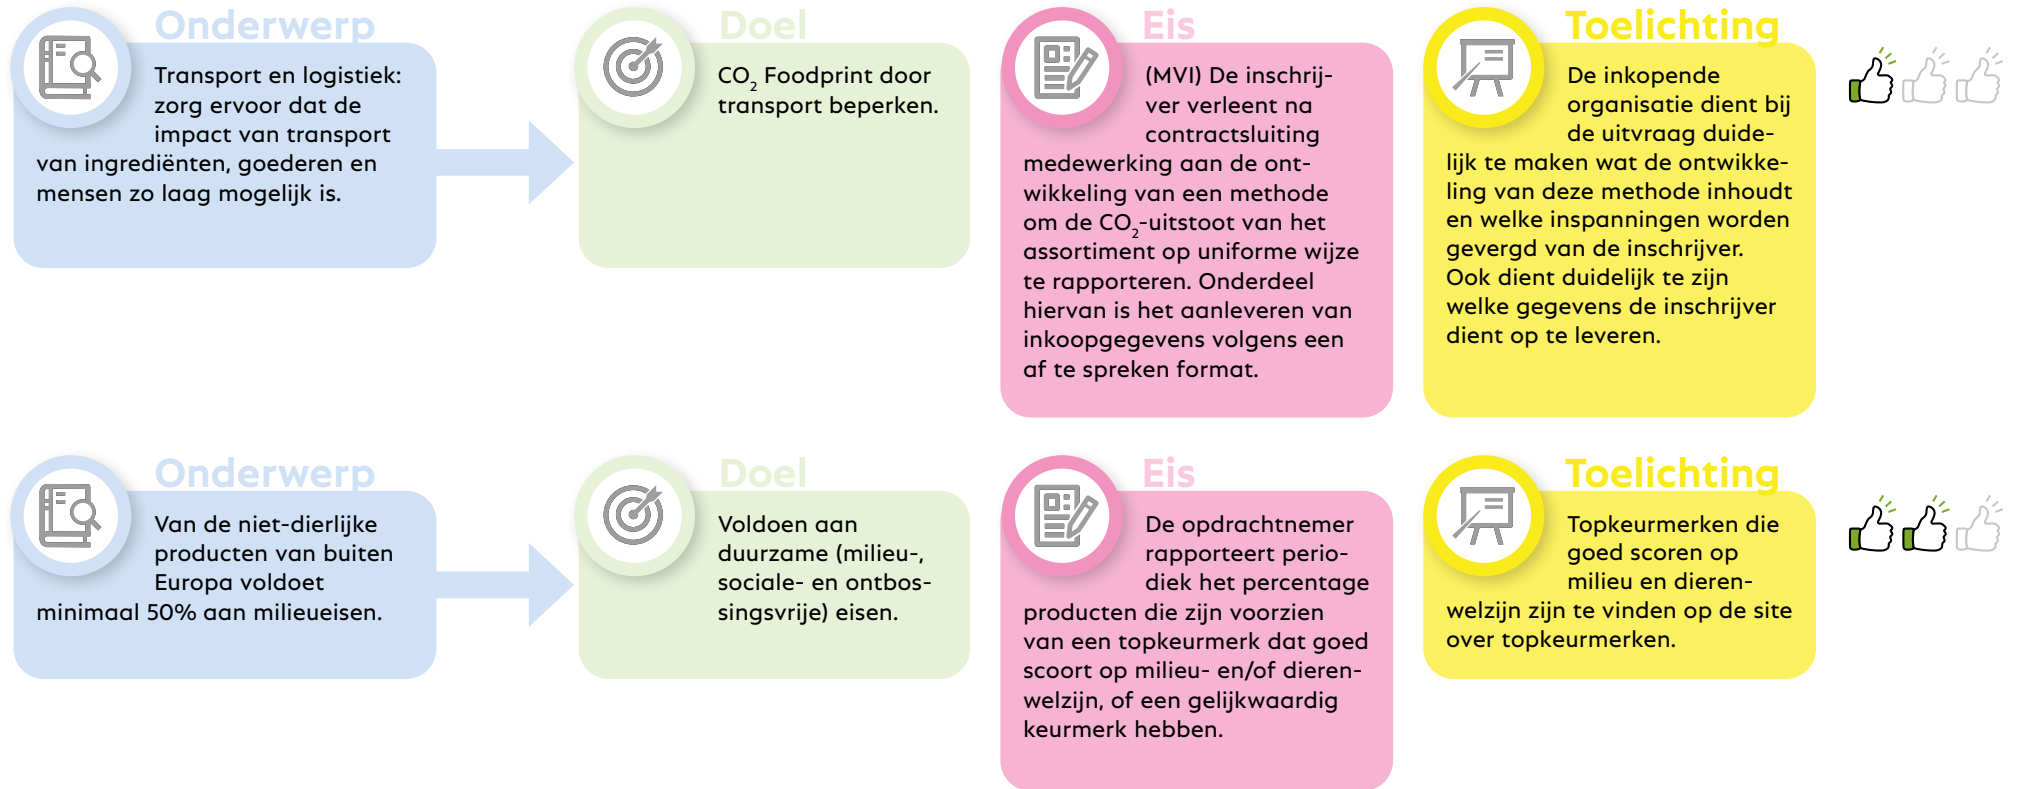 Onderwerp
Transport en logistiek:
zorg ervoor dat de
impact van transport
van ingrediënten, goederen en
mensen zo laag mogelijk is.
Doel
CO₂ Foodprint door
transport beperken.
Eis
(MVI) De inschrij-
ver verleent na
contractsluiting
medewerking aan de ont-
wikkeling van een methode
om de CO₂-uitstoot van het
assortiment op uniforme wijze
te rapporteren. Onderdeel
hiervan is het aanleveren van
inkoopgegevens volgens een
af te spreken format.
Toelichting
De inkopende
organisatie dient bij
de uitvraag duide-
lijk te maken wat de ontwikke-
ling van deze methode inhoudt
en welke inspanningen worden
gevergd van de inschrijver.
Ook dient duidelijk te zijn
welke gegevens de inschrijver
dient op te leveren.
Onderwerp
Van de niet-dierlijke
producten van buiten
Europa voldoet
minimaal 50% aan milieueisen.
Doel
Voldoen aan
duurzame (milieu-,
sociale- en ontbos-
singsvrije) eisen.
Eis
De opdrachtnemer
rapporteert perio-
diek het percentage
producten die zijn voorzien
van een topkeurmerk dat goed
scoort op milieu- en/of dieren-
welzijn, of een gelijkwaardig
keurmerk hebben.
Toelichting
Topkeurmerken die
goed scoren op
milieu en dieren-
welzijn zijn te vinden op de site
over topkeurmerken.